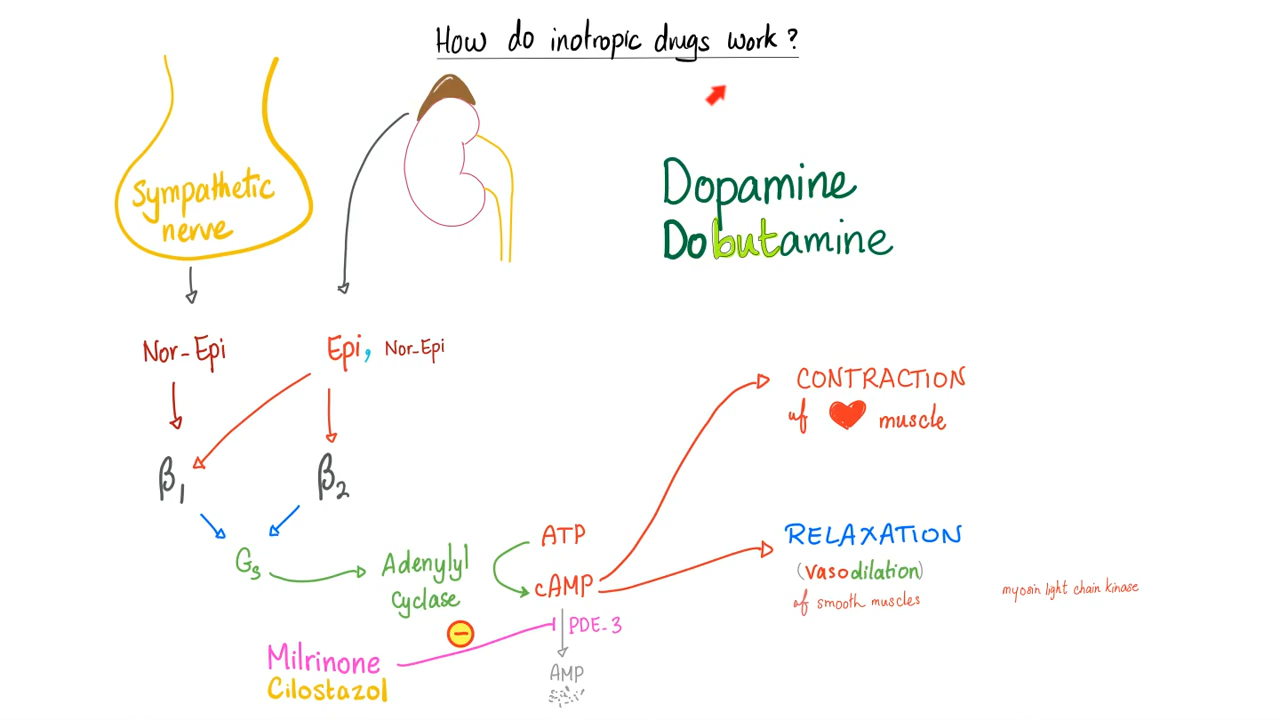 How do inotropic drugs work?
Sympathetic
nerve
Dopamine
Dobutamine
Nor-Epi
Epi, Nor-Epi
β1
β2
Gs
Adenylyl
cyclase
ATP
cAMP
PDE-3
AMP
Milrinone
Cilostazol
CONTRACTION
of ❤ muscle
RELAXATION
(Vasodilation)
of smooth muscles
myosin light chain kinase